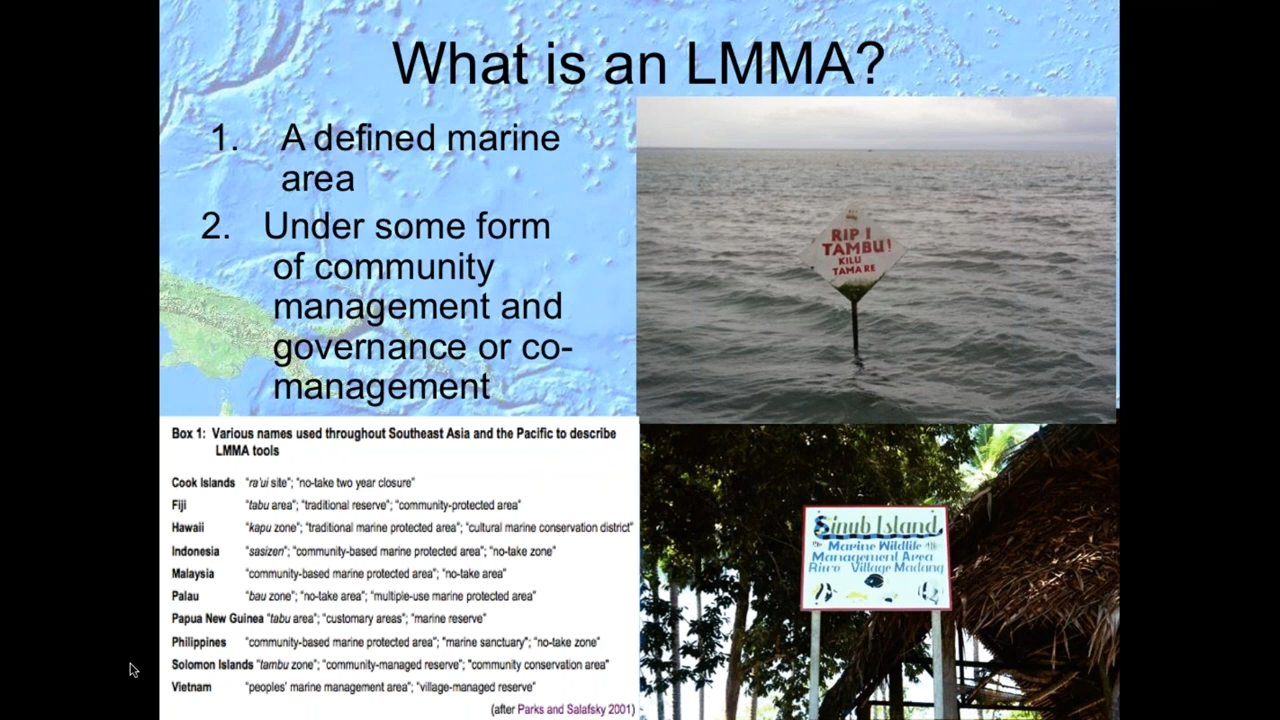 What is an LMMA?
1. A defined marine
area
2. Under some form
of community
management and
governance or co-
management
RIP I
TAMBU!
KILU
TAMARE
Box 1: Various names used throughout Southeast Asia and the Pacific to describe
LMMA tools
Cook Islands "ra'ui site"; "no-take two year closure"
Fiji "tabu area"; "traditional reserve"; "community-protected area"
Hawaii "kapu zone"; "traditional marine protected area"; "cultural marine conservation district"
Indonesia "sasizen"; "community-based marine protected area"; "no-take zone"
Malaysia "community-based marine protected area"; "no-take area"
Palau "bau zone"; "no-take area"; "multiple-use marine protected area"
Papua New Guinea "tabu area"; "customary areas"; "marine reserve"
Philippines "community-based marine protected area"; "marine sanctuary"; "no-take zone"
Solomon Islands "tambu zone"; "community-managed reserve"; "community conservation area"
Vietnam "peoples' marine management area"; "village-managed reserve"
(after Parks and Salafsky 2001)
Sinub Island
Marine Wildlife
Management Area
Riwo Village Madang